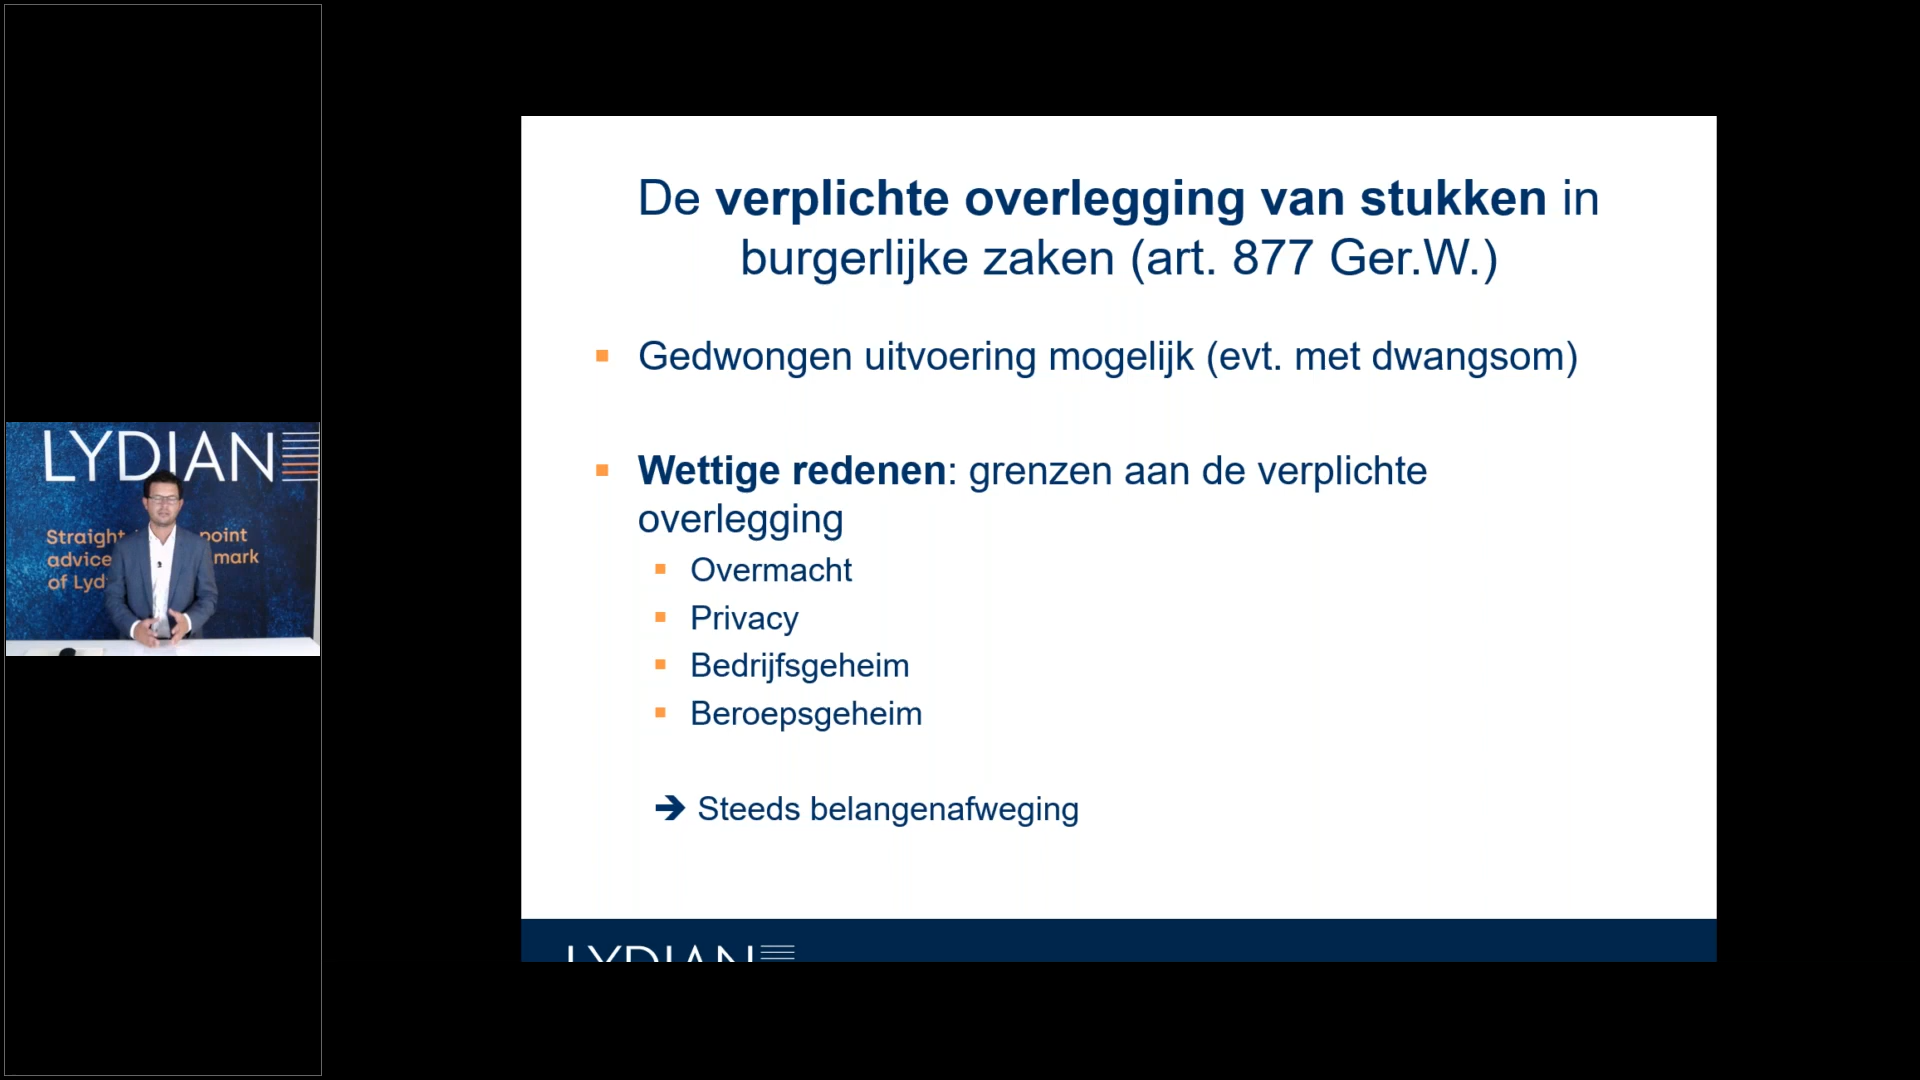 LYDIAN
Straight point
advice mark
of Lyd
De verplichte overlegging van stukken in
burgerlijke zaken (art. 877 Ger.W.)
Gedwongen uitvoering mogelijk (evt. met dwangsom)
Wettige redenen: grenzen aan de verplichte
overlegging
Overmacht
Privacy
Bedrijfsgeheim
Beroepsgeheim
➔ Steeds belangenafweging
LYDIAN